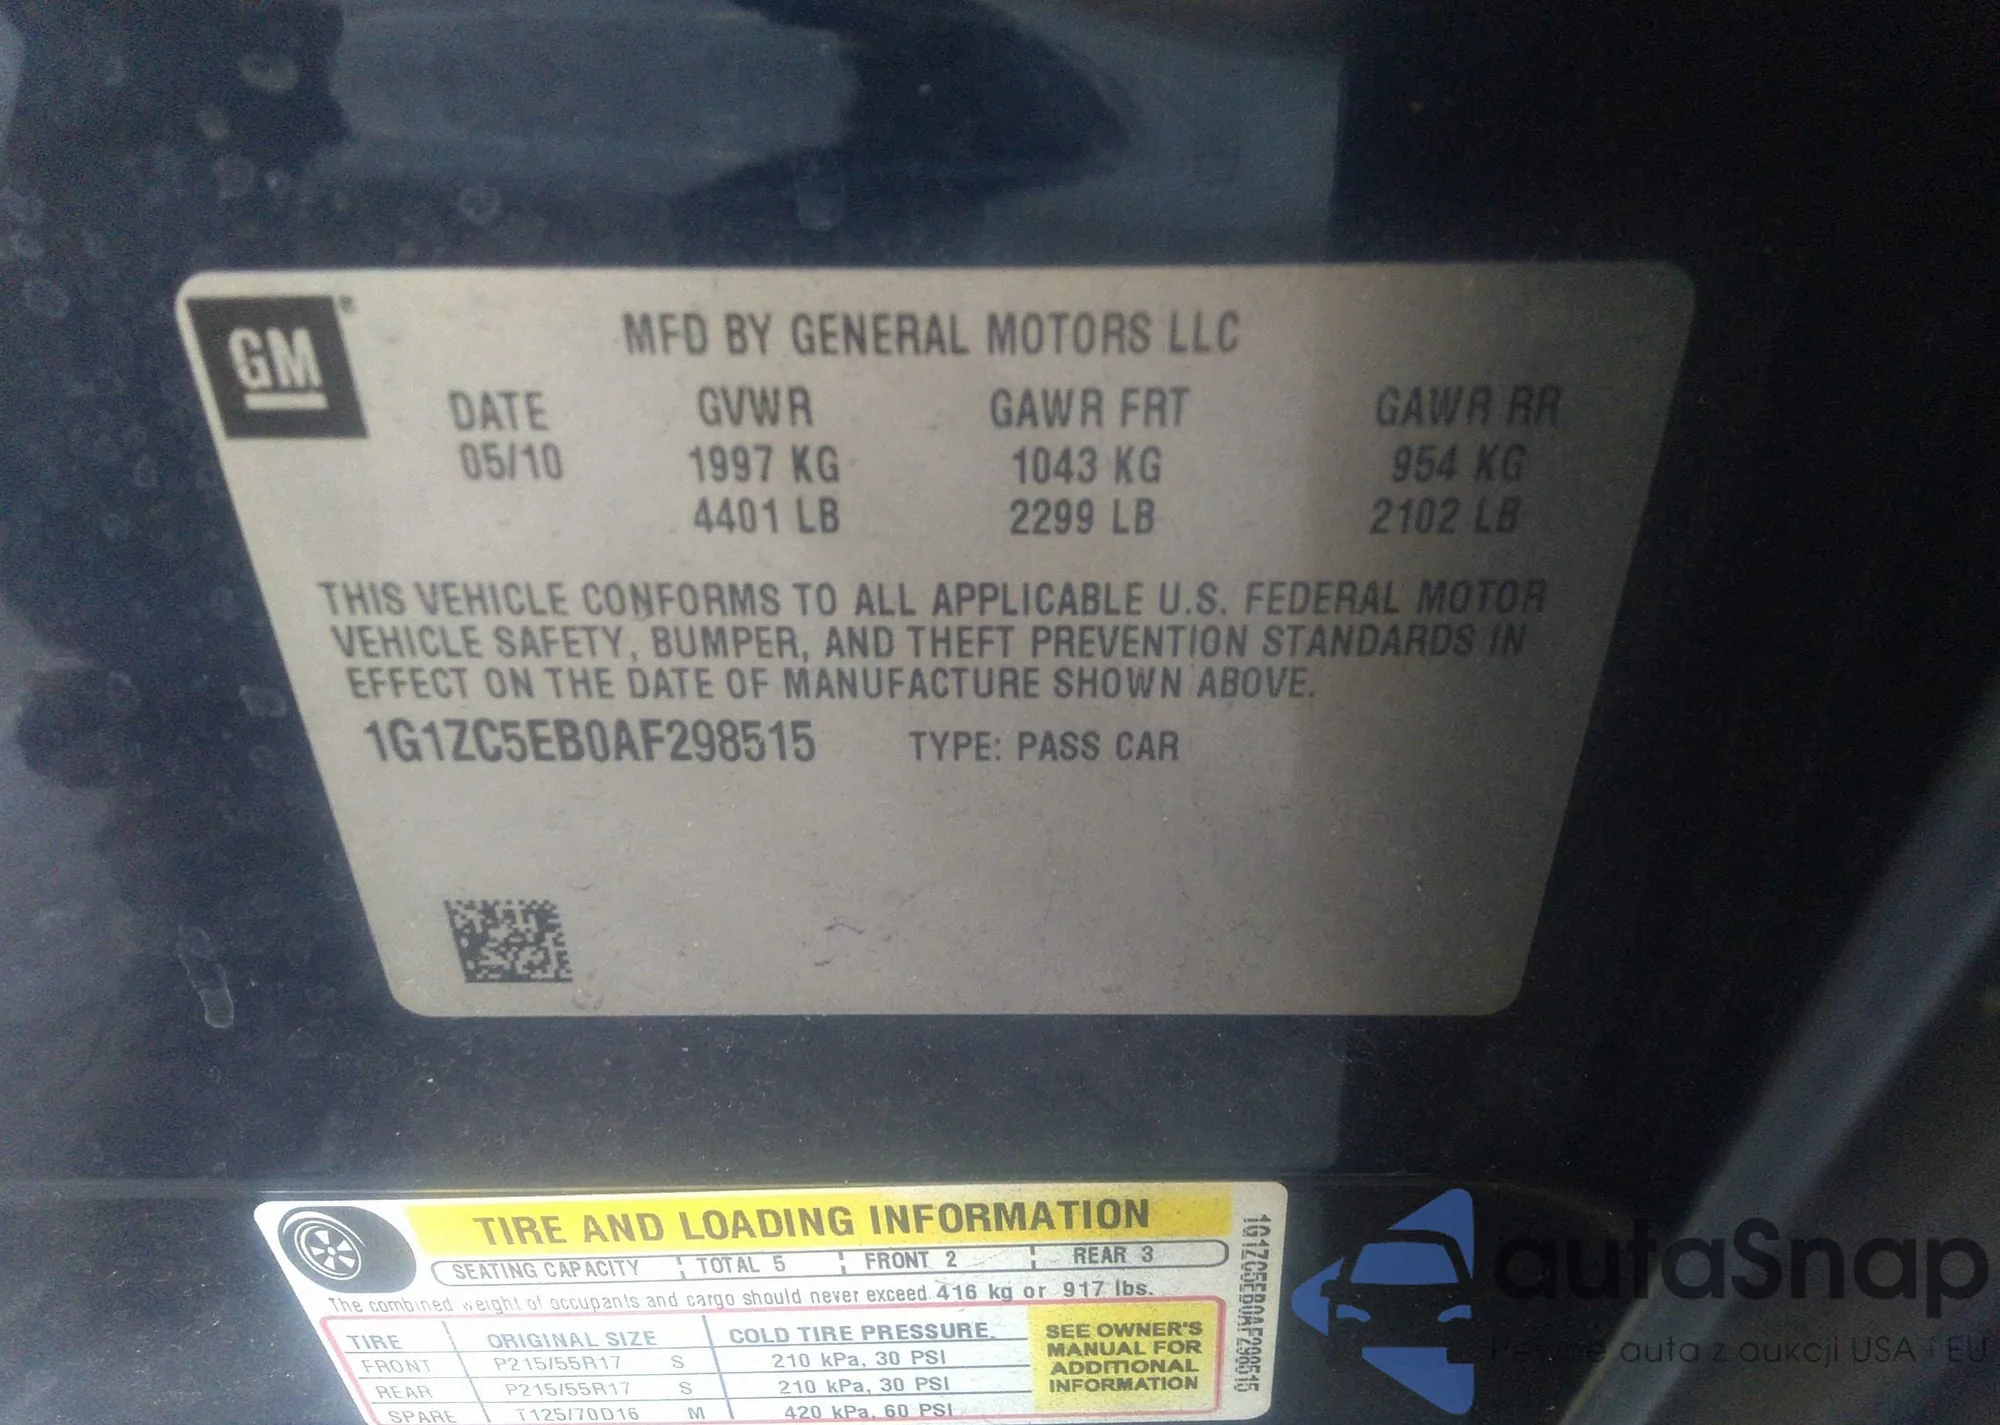 GM®
MFD BY GENERAL MOTORS LLC
DATE GVWR GAWR FRT GAWR RR
05/10 1997 KG 1043 KG 954 KG
4401 LB 2299 LB 2102 LB
THIS VEHICLE CONFORMS TO ALL APPLICABLE U.S. FEDERAL MOTOR
VEHICLE SAFETY, BUMPER, AND THEFT PREVENTION STANDARDS IN
EFFECT ON THE DATE OF MANUFACTURE SHOWN ABOVE.
1G1ZC5EB0AF298515 TYPE: PASS CAR
TIRE AND LOADING INFORMATION
SEATING CAPACITY TOTAL 5 FRONT 2 REAR 3
The combined weight of occupants and cargo should never exceed 416 kg or 917 lbs.
TIRE ORIGINAL SIZE COLD TIRE PRESSURE
FRONT P215/55R17 S 210 kPa, 30 PSI
REAR P215/55R17 S 210 kPa, 30 PSI
SPARE T125/70D16 M 420 kPa, 60 PSI
SEE OWNER'S
MANUAL FOR
ADDITIONAL
INFORMATION
1G1ZC5EB0AF298515
autaSnap
Pewne auta z aukcji USA i EU